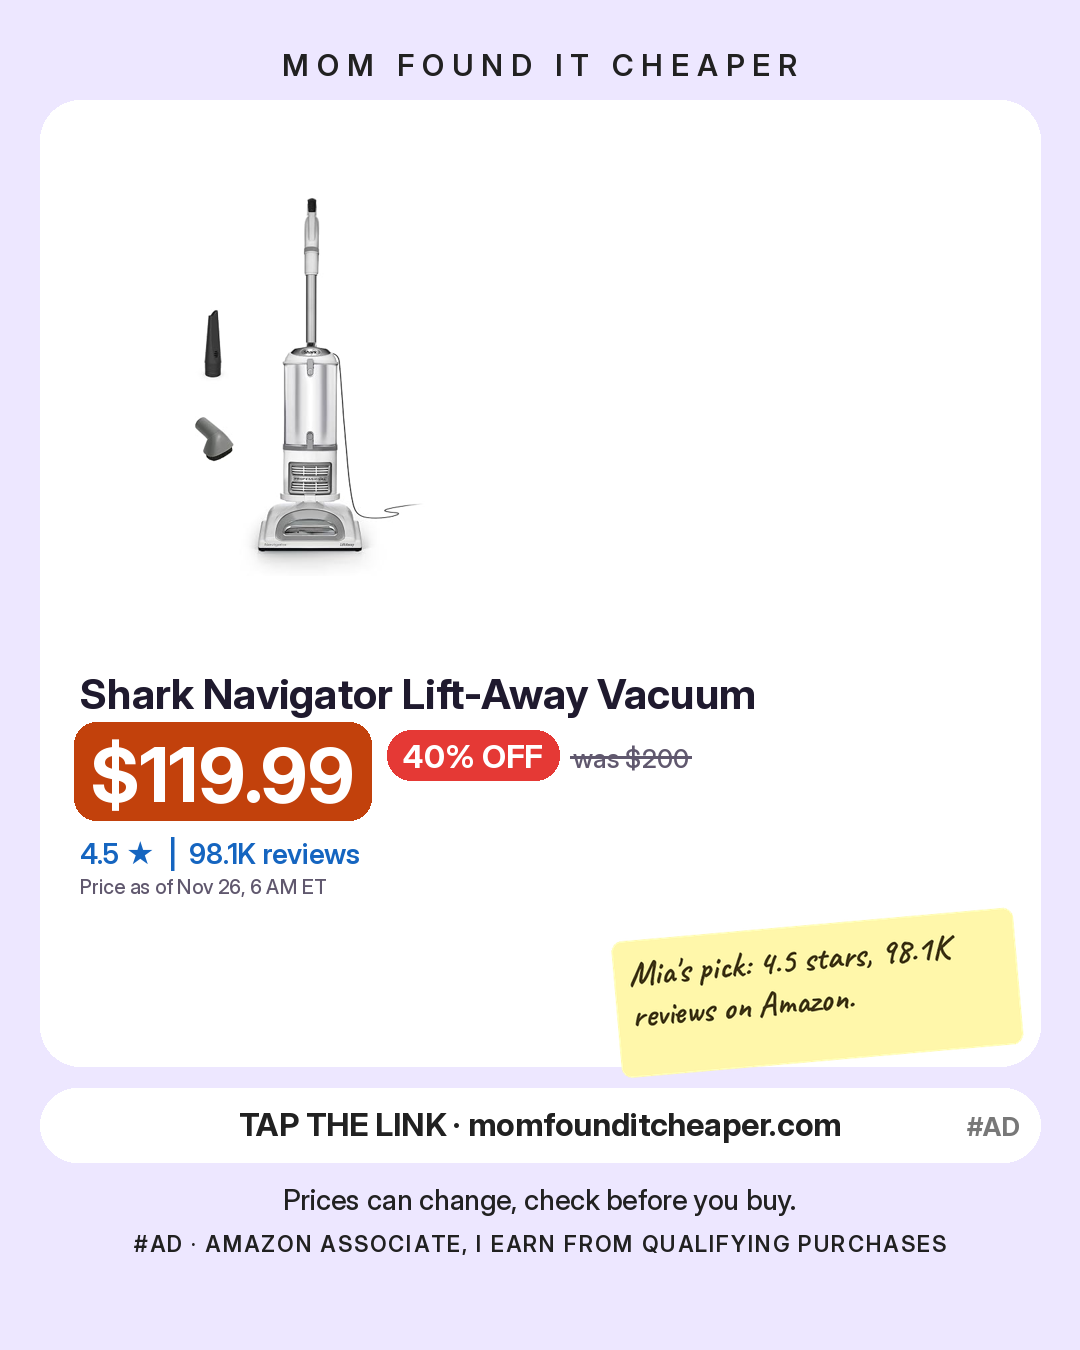 MOM FOUND IT CHEAPER
Shark
Shark Navigator Lift-Away Vacuum
$119.99
40% OFF
was $200
4.5 ★ | 98.1K reviews
Price as of Nov 26, 6 AM ET
Mia's pick: 4.5 stars, 98.1K
reviews on Amazon.
TAP THE LINK · momfounditcheaper.com
#AD
Prices can change, check before you buy.
#AD · AMAZON ASSOCIATE, I EARN FROM QUALIFYING PURCHASES